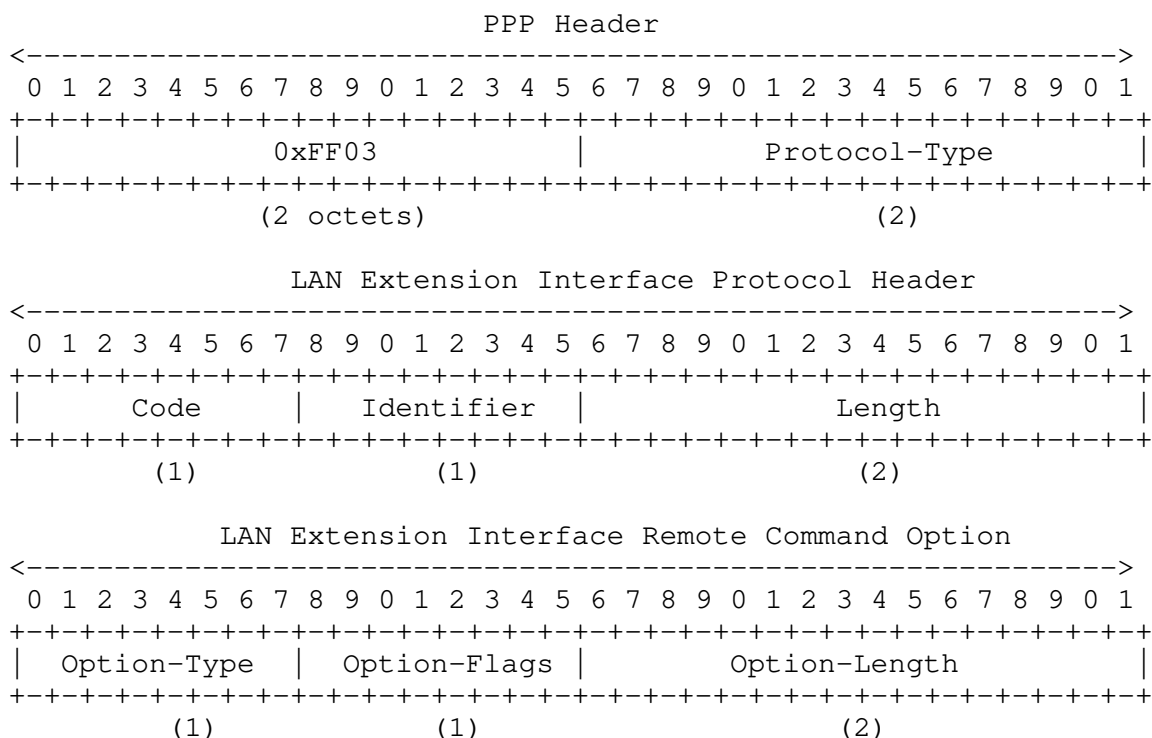 PPP Header
<------------------------------------------------------------->
0 1 2 3 4 5 6 7 8 9 0 1 2 3 4 5 6 7 8 9 0 1 2 3 4 5 6 7 8 9 0 1
+-+-+-+-+-+-+-+-+-+-+-+-+-+-+-+-+-+-+-+-+-+-+-+-+-+-+-+-+-+-+-+-+
| 0xFF03 | Protocol-Type |
+-+-+-+-+-+-+-+-+-+-+-+-+-+-+-+-+-+-+-+-+-+-+-+-+-+-+-+-+-+-+-+-+
(2 octets) (2)
LAN Extension Interface Protocol Header
<------------------------------------------------------------->
0 1 2 3 4 5 6 7 8 9 0 1 2 3 4 5 6 7 8 9 0 1 2 3 4 5 6 7 8 9 0 1
+-+-+-+-+-+-+-+-+-+-+-+-+-+-+-+-+-+-+-+-+-+-+-+-+-+-+-+-+-+-+-+-+
| Code | Identifier | Length |
+-+-+-+-+-+-+-+-+-+-+-+-+-+-+-+-+-+-+-+-+-+-+-+-+-+-+-+-+-+-+-+-+
(1) (1) (2)
LAN Extension Interface Remote Command Option
<------------------------------------------------------------->
0 1 2 3 4 5 6 7 8 9 0 1 2 3 4 5 6 7 8 9 0 1 2 3 4 5 6 7 8 9 0 1
+-+-+-+-+-+-+-+-+-+-+-+-+-+-+-+-+-+-+-+-+-+-+-+-+-+-+-+-+-+-+-+-+
| Option-Type | Option-Flags | Option-Length |
+-+-+-+-+-+-+-+-+-+-+-+-+-+-+-+-+-+-+-+-+-+-+-+-+-+-+-+-+-+-+-+-+
(1) (1) (2)